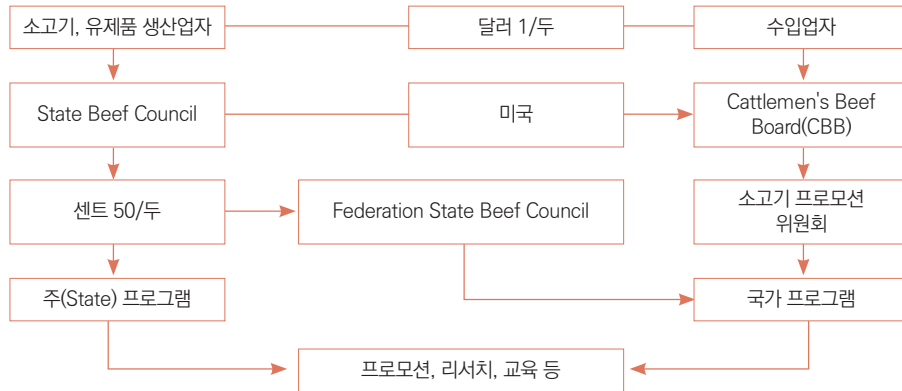 소고기, 유제품 생산업자
달러 1/두
수입업자
State Beef Council
미국
Cattlemen's Beef
Board(CBB)
센트 50/두
Federation State Beef Council
소고기 프로모션
위원회
주(State) 프로그램
국가 프로그램
프로모션, 리서치, 교육 등